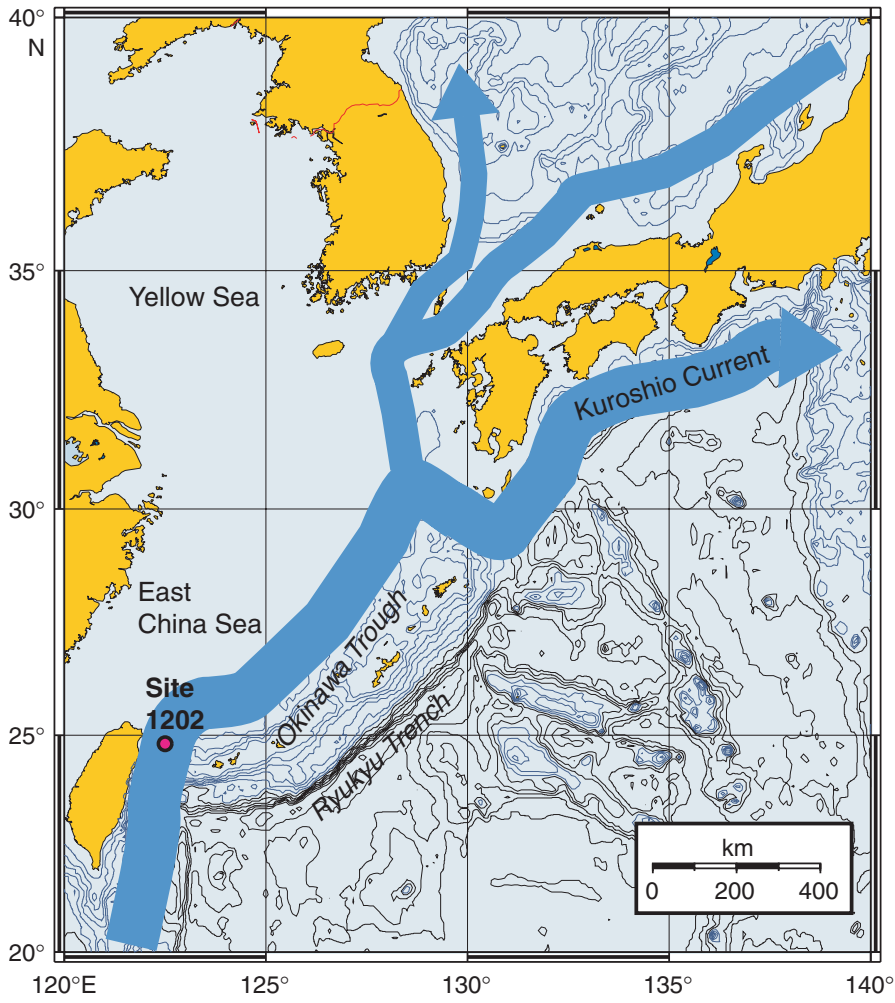 40°
N
35°
Yellow Sea
Kuroshio Current
30°
East
China Sea
Okinawa Trough
Site
1202
25°
Ryukyu Trench
km
0 200 400
20°
120°E 125° 130° 135° 140°